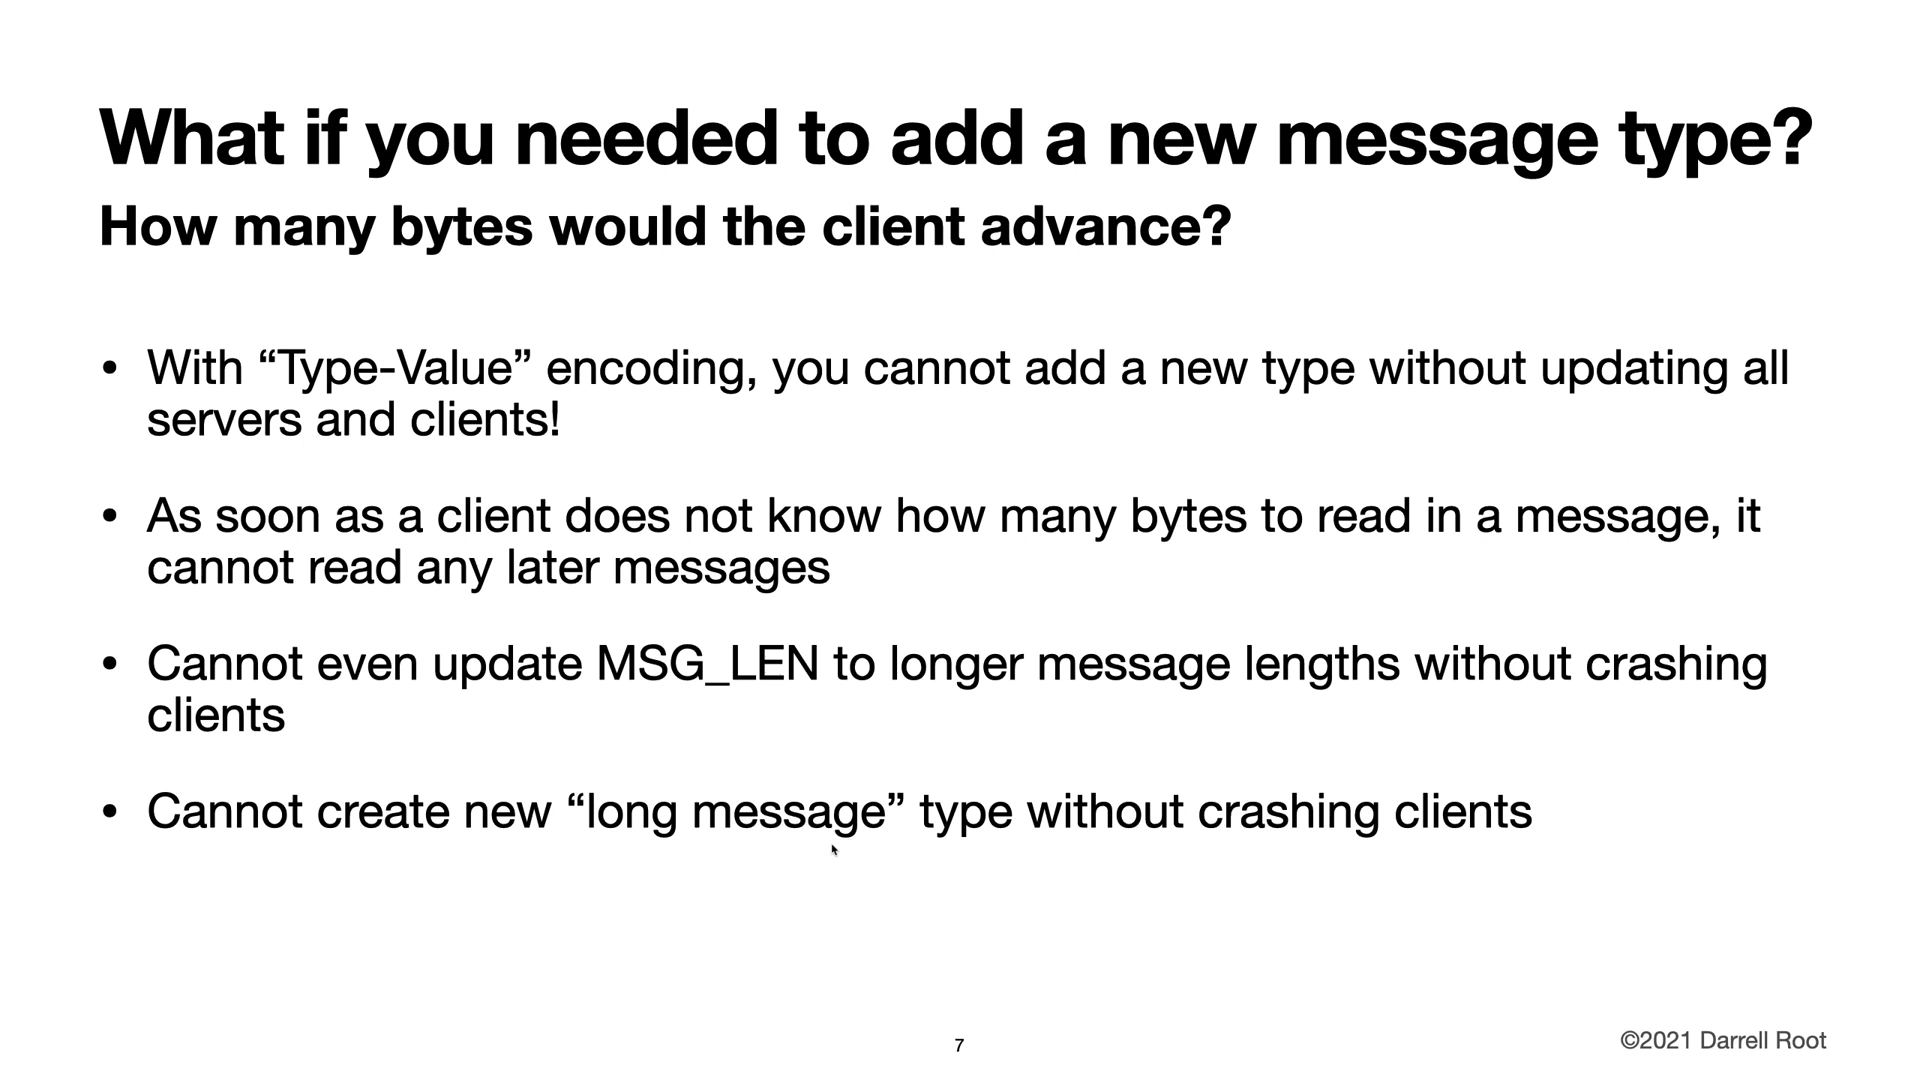 What if you needed to add a new message type?
How many bytes would the client advance?
• With “Type-Value” encoding, you cannot add a new type without updating all
servers and clients!
• As soon as a client does not know how many bytes to read in a message, it
cannot read any later messages
• Cannot even update MSG_LEN to longer message lengths without crashing
clients
• Cannot create new “long message” type without crashing clients
7
©2021 Darrell Root